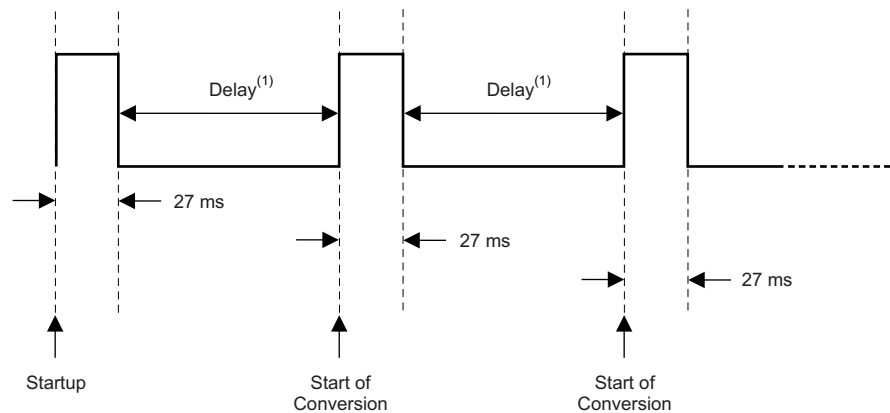 Delay(1)
Delay(1)
27 ms
27 ms
27 ms
Startup
Start of
Conversion
Start of
Conversion